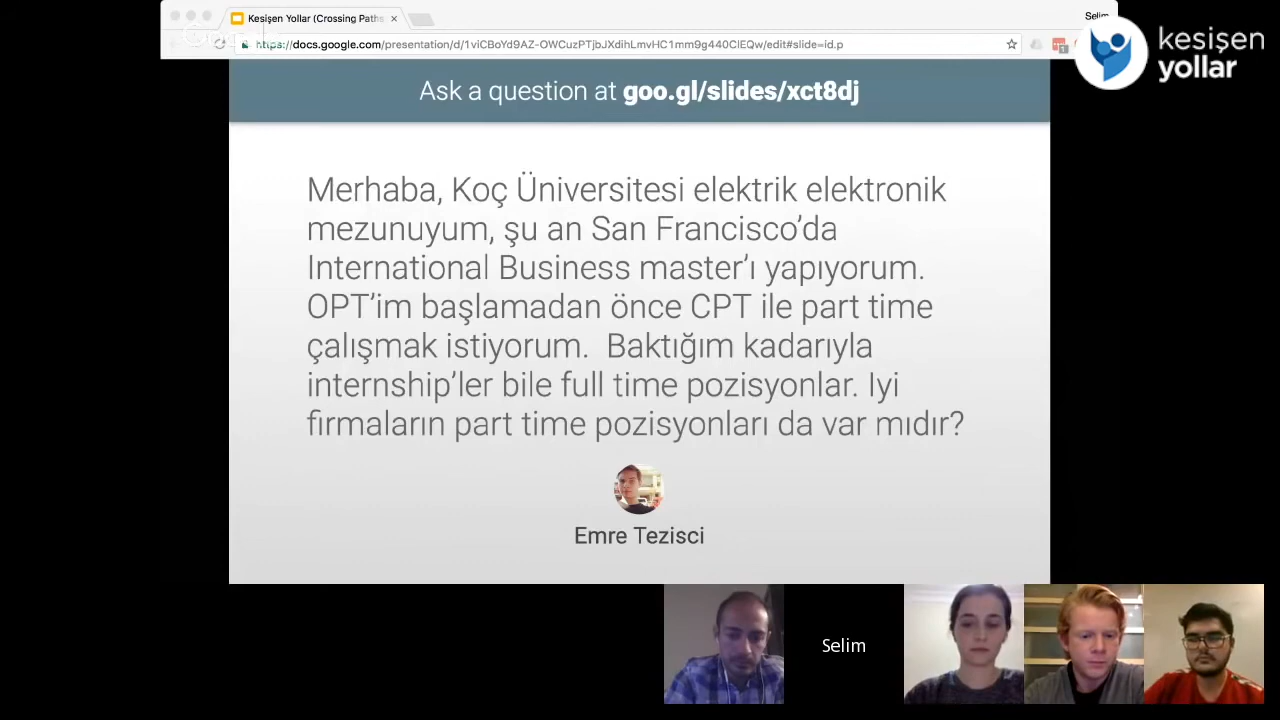 Kesişen Yollar (Crossing Paths
Selim
https://docs.google.com/presentation/d/1viCBoYd9AZ-OWCuzPTjbJXdihLmvHC1mm9g440ClEQw/edit#slide=id.p
kesişen
yollar
Ask a question at goo.gl/slides/xct8dj
Merhaba, Koç Üniversitesi elektrik elektronik
mezunuyum, şu an San Francisco’da
International Business master’ı yapıyorum.
OPT’im başlamadan önce CPT ile part time
çalışmak istiyorum.  Baktığım kadarıyla
internship’ler bile full time pozisyonlar. Iyi
firmaların part time pozisyonları da var mıdır?
Emre Tezisci
Selim